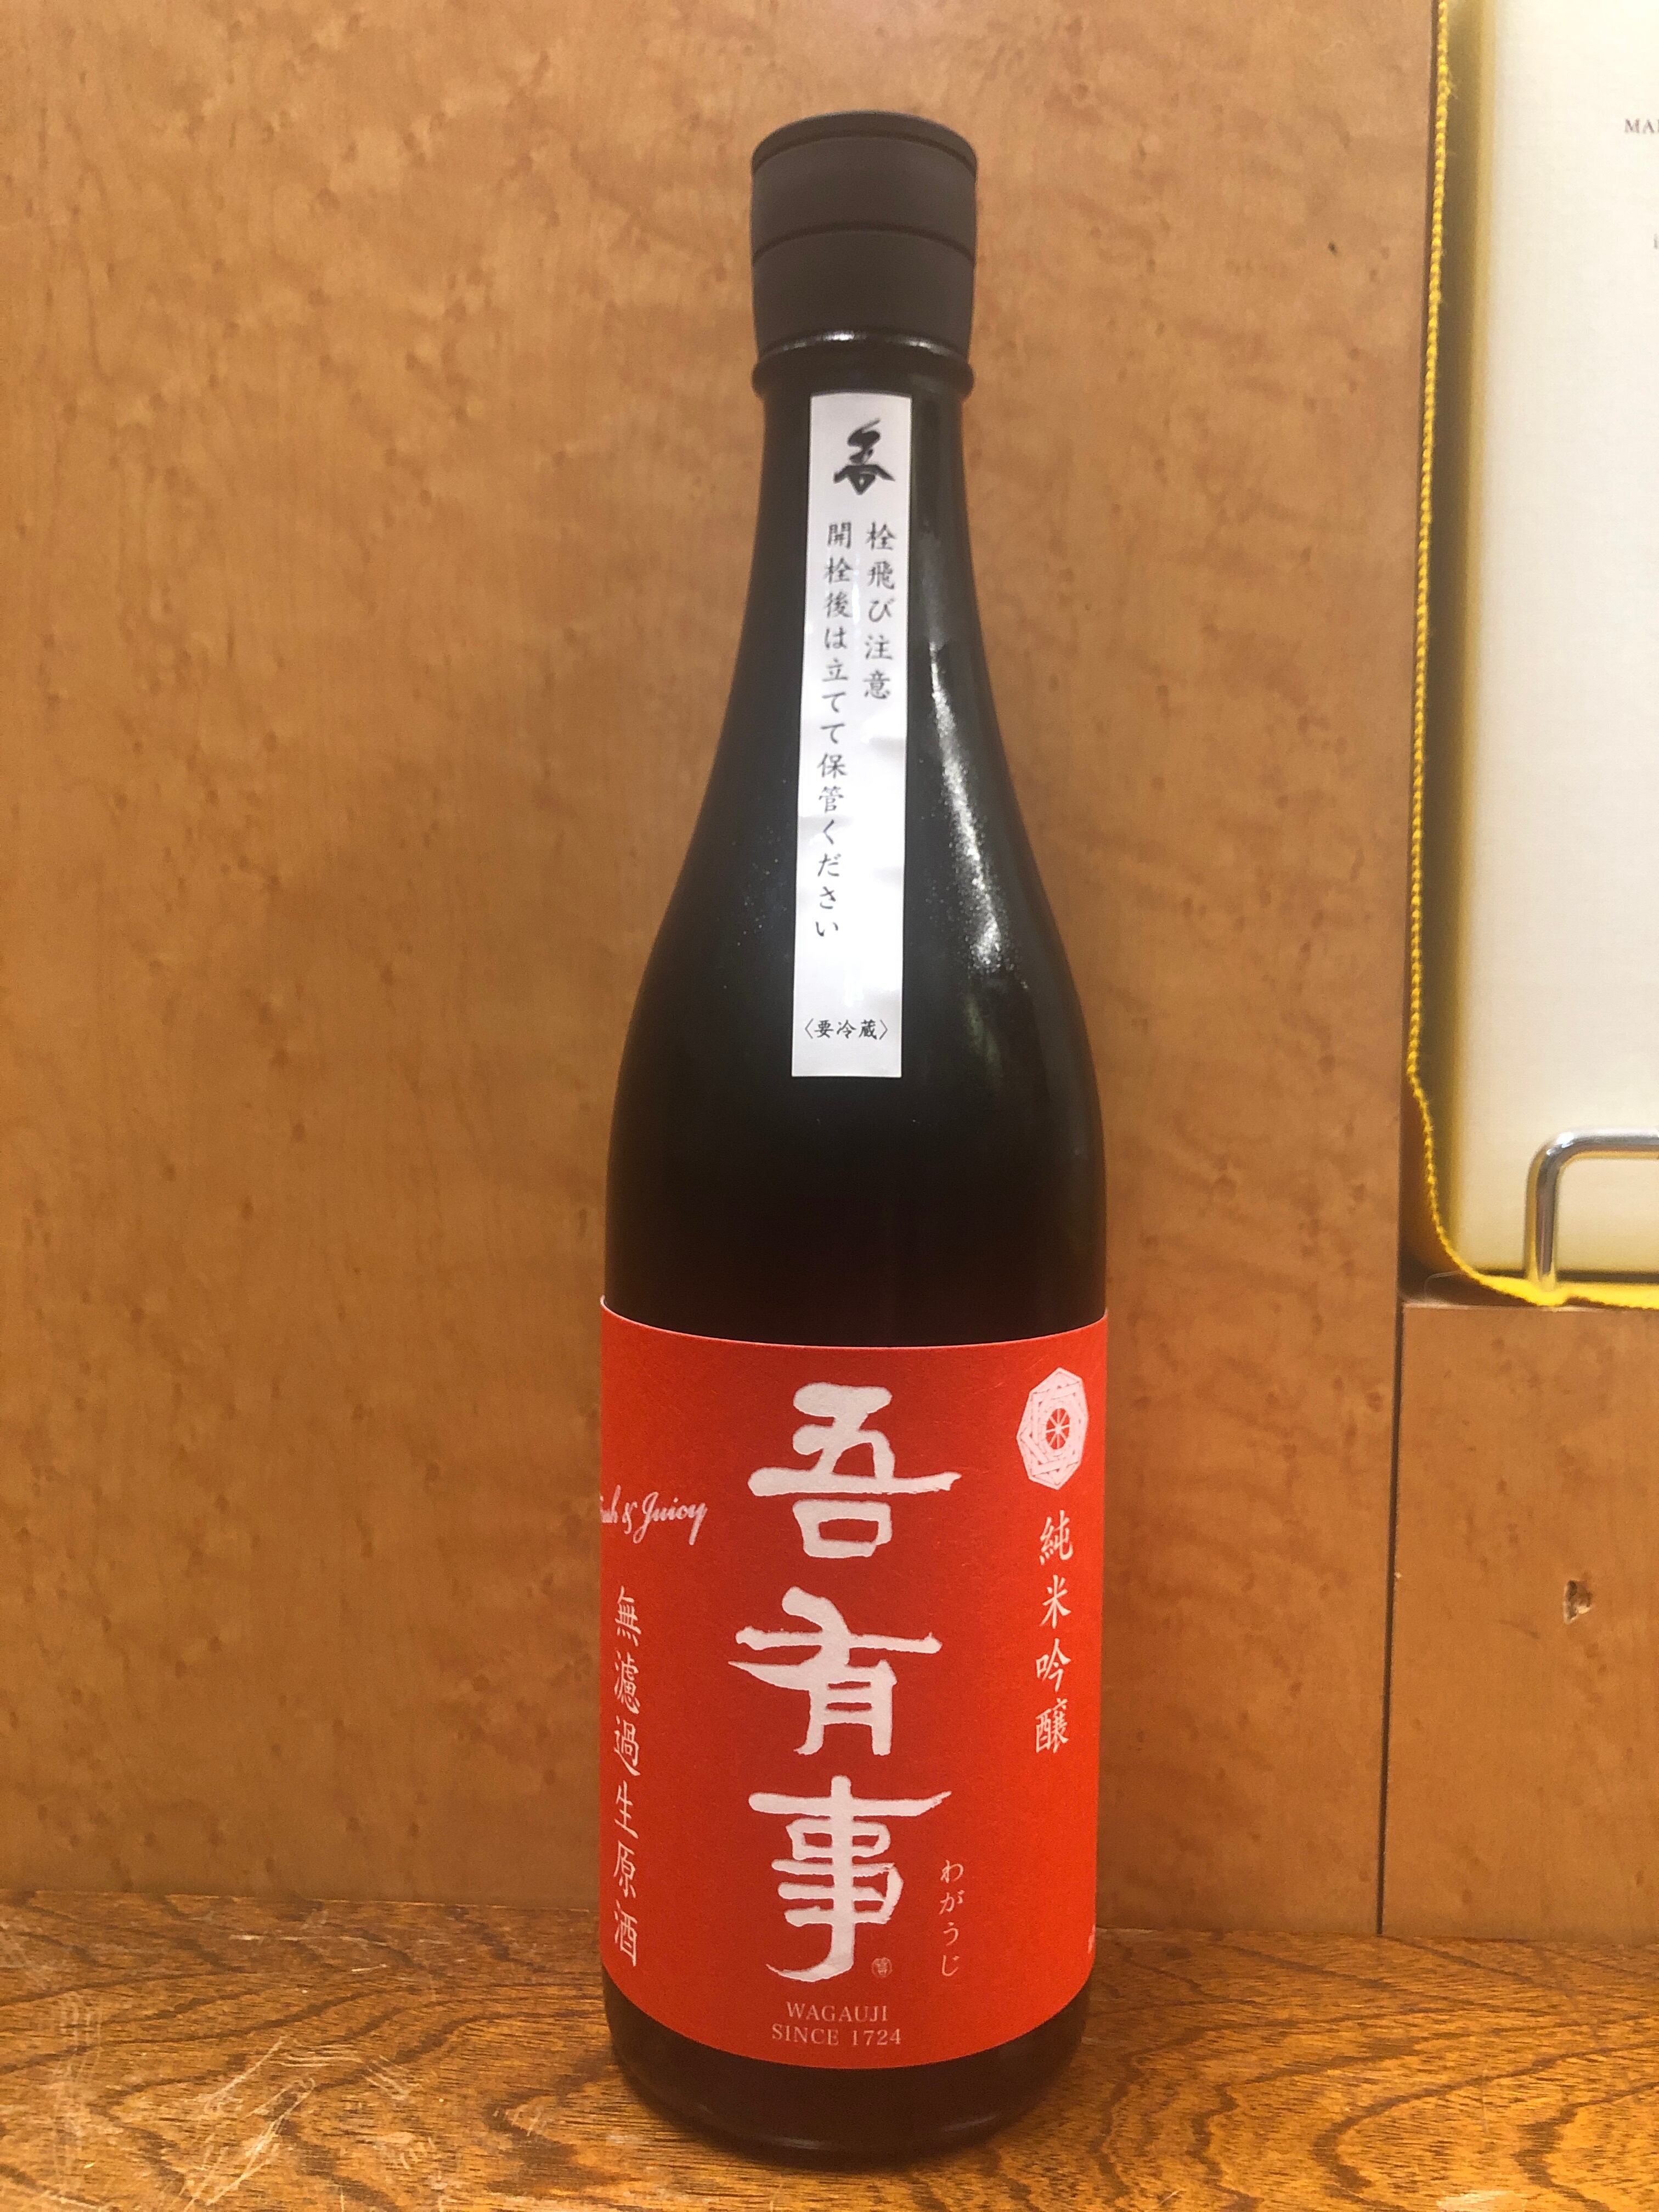 栓飛び注意
開栓後は立てて保管ください
〈要冷蔵〉
純米吟醸
吾有事
わがうじ
& Juicy
無濾過生原酒
WAGAUJI
SINCE 1724